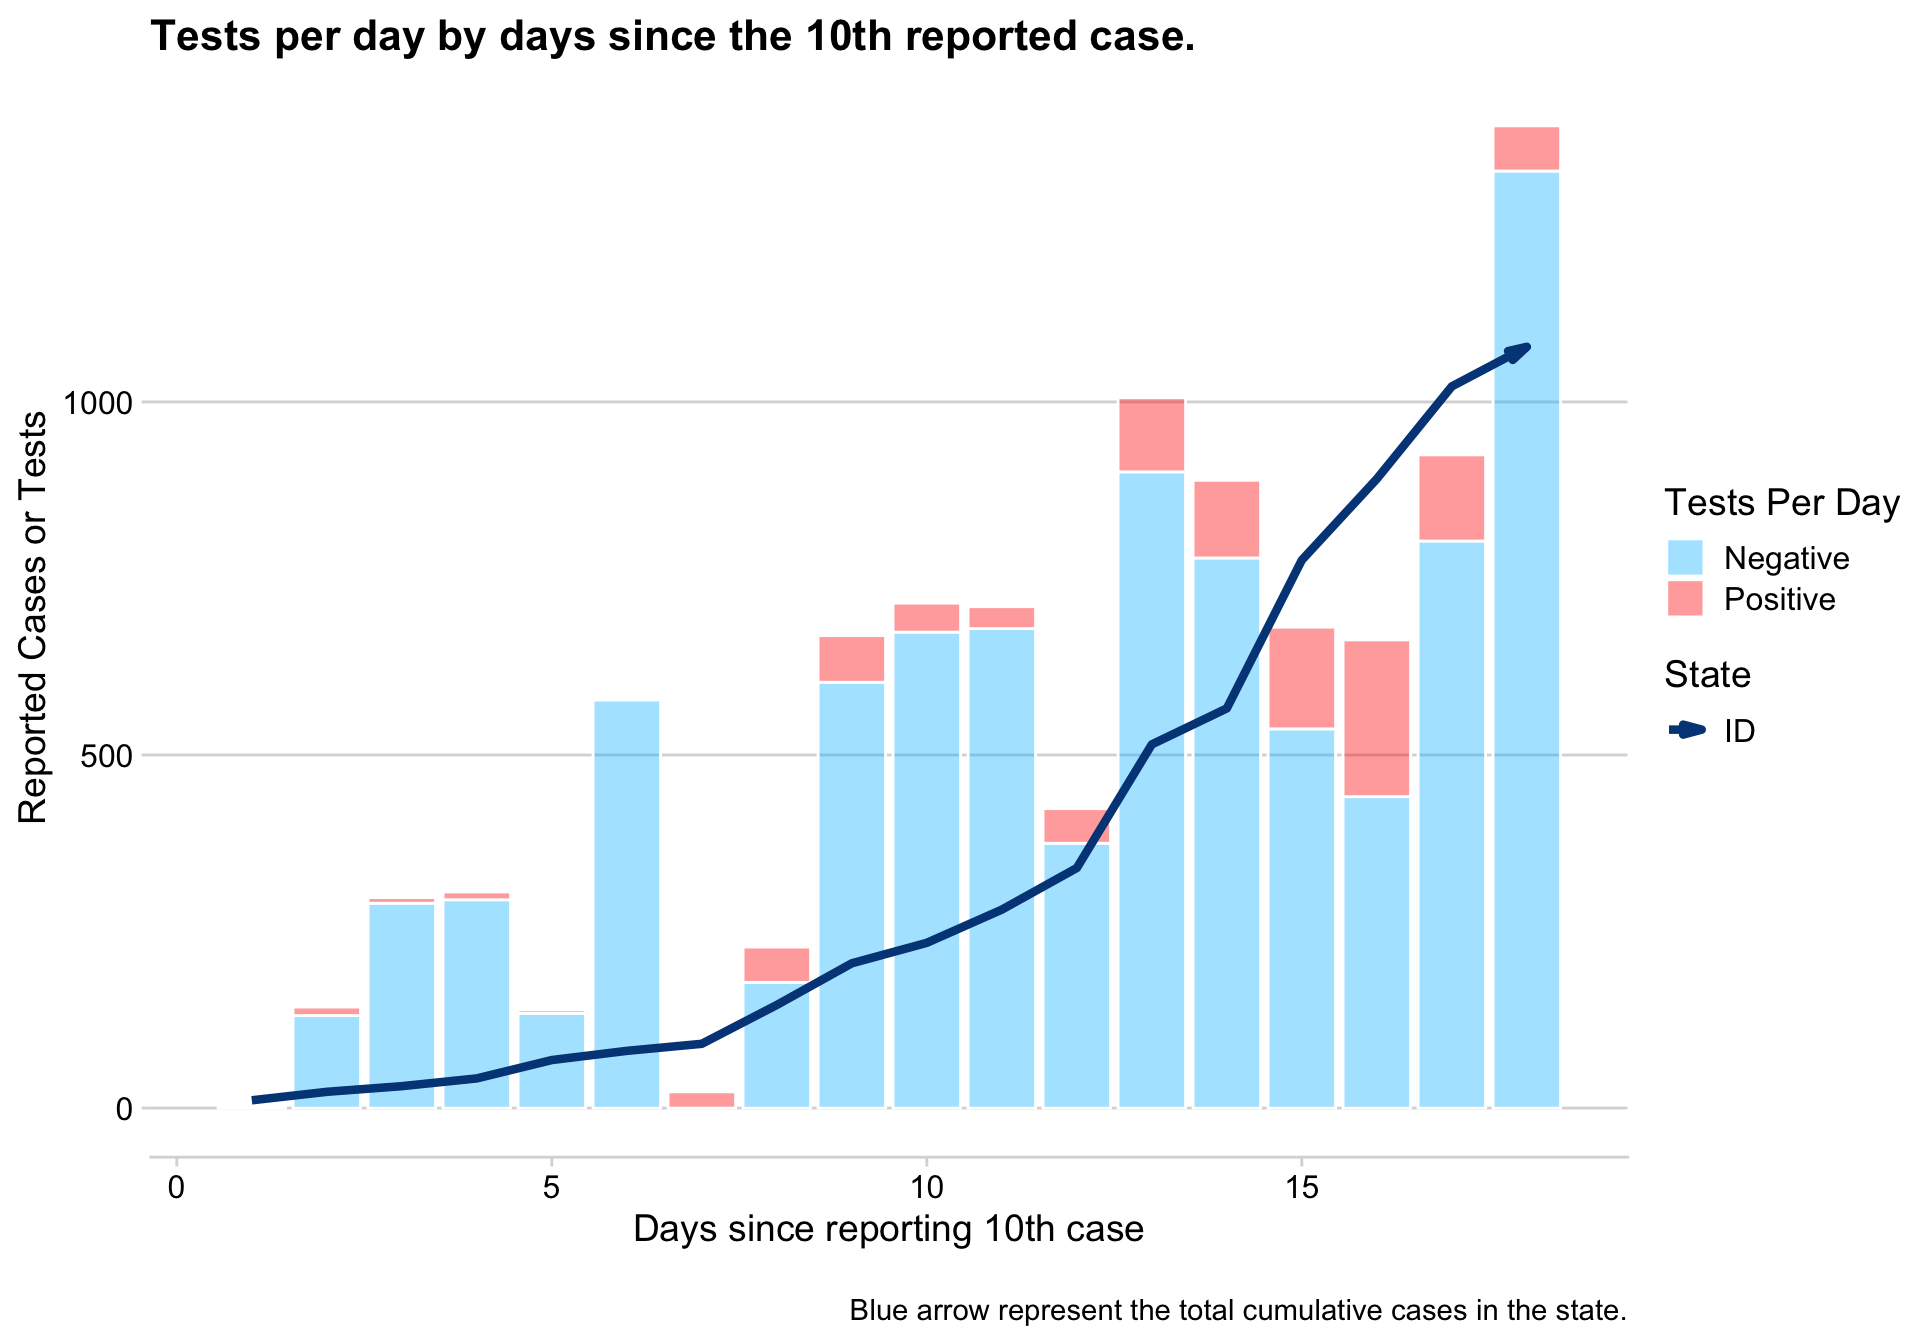 Tests per day by days since the 10th reported case.
Reported Cases or Tests
1000
500
0
0 5 10 15
Days since reporting 10th case
Tests Per Day
Negative
Positive
State
ID
Blue arrow represent the total cumulative cases in the state.